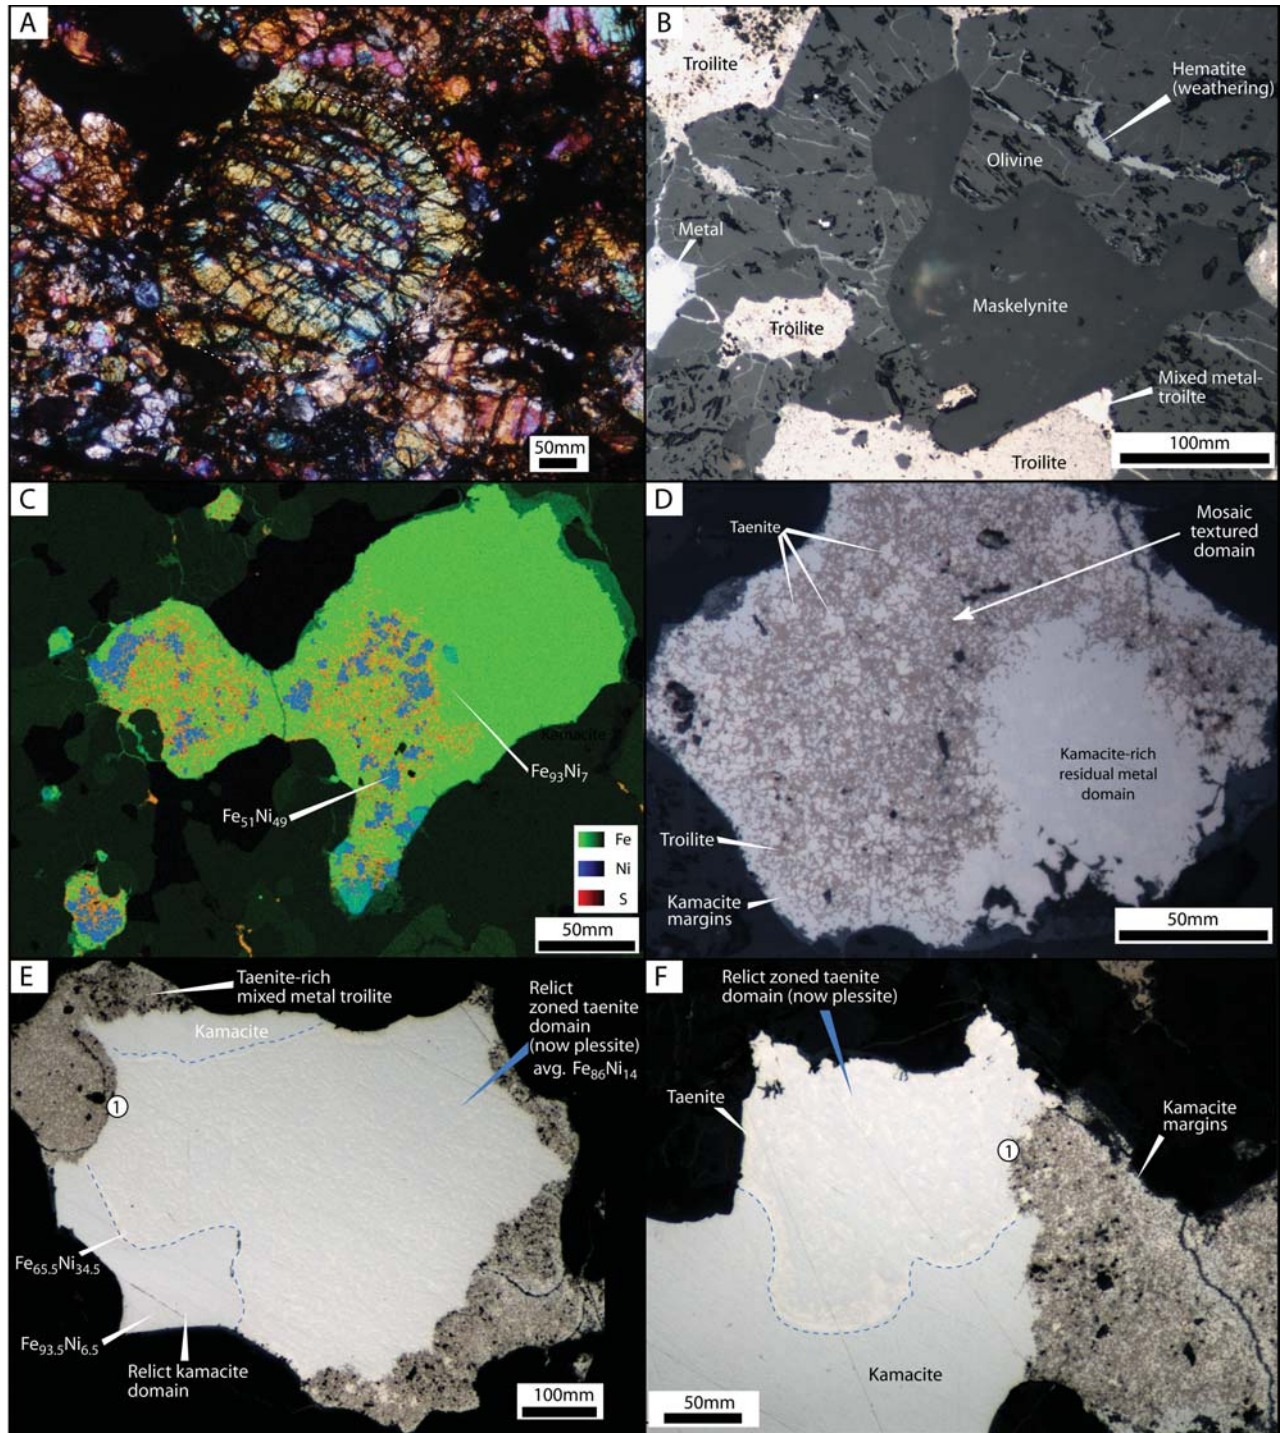 A
50mm
B
Troilite
Hematite
(weathering)
Olivine
Metal
Maskelynite
Troilite
Mixed metal-
troilte
Troilite
100mm
C
Kamacite
Fe93Ni7
Fe51Ni49
Fe
Ni
S
50mm
D
Taenite
Mosaic
textured
domain
Kamacite-rich
residual metal
domain
Troilite
Kamacite
margins
50mm
E
Taenite-rich
mixed metal troilite
Kamacite
Relict
zoned taenite
domain
(now plessite)
avg. Fe86Ni14
1
Fe65.5Ni34.5
Fe93.5Ni6.5
Relict kamacite
domain
100mm
F
Relict zoned taenite
domain (now plessite)
Taenite
Kamacite
margins
1
Kamacite
50mm